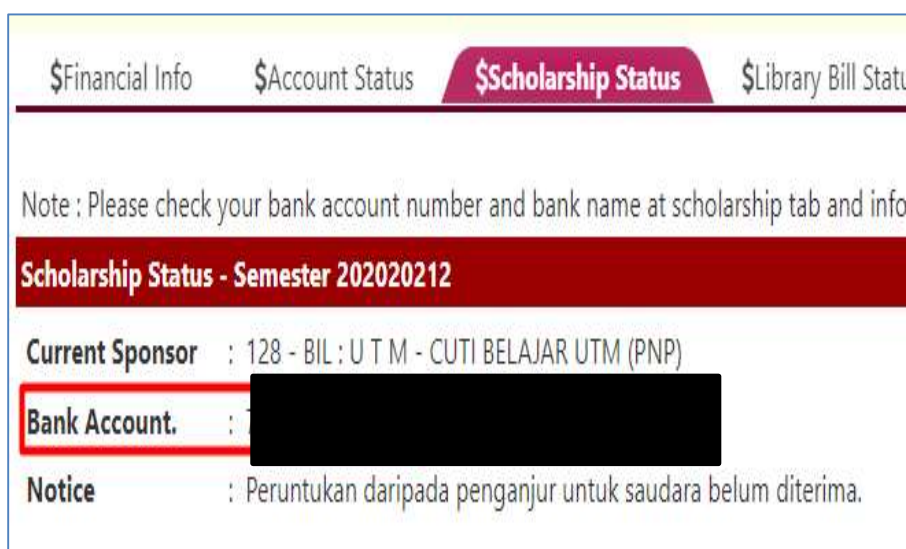 $Financial Info $Account Status $Scholarship Status $Library Bill Statu
Note : Please check your bank account number and bank name at scholarship tab and info
Scholarship Status - Semester 202020212
Current Sponsor : 128 - BIL : U T M - CUTI BELAJAR UTM (PNP)
Bank Account. :
Notice : Peruntukan daripada penganjur untuk saudara belum diterima.